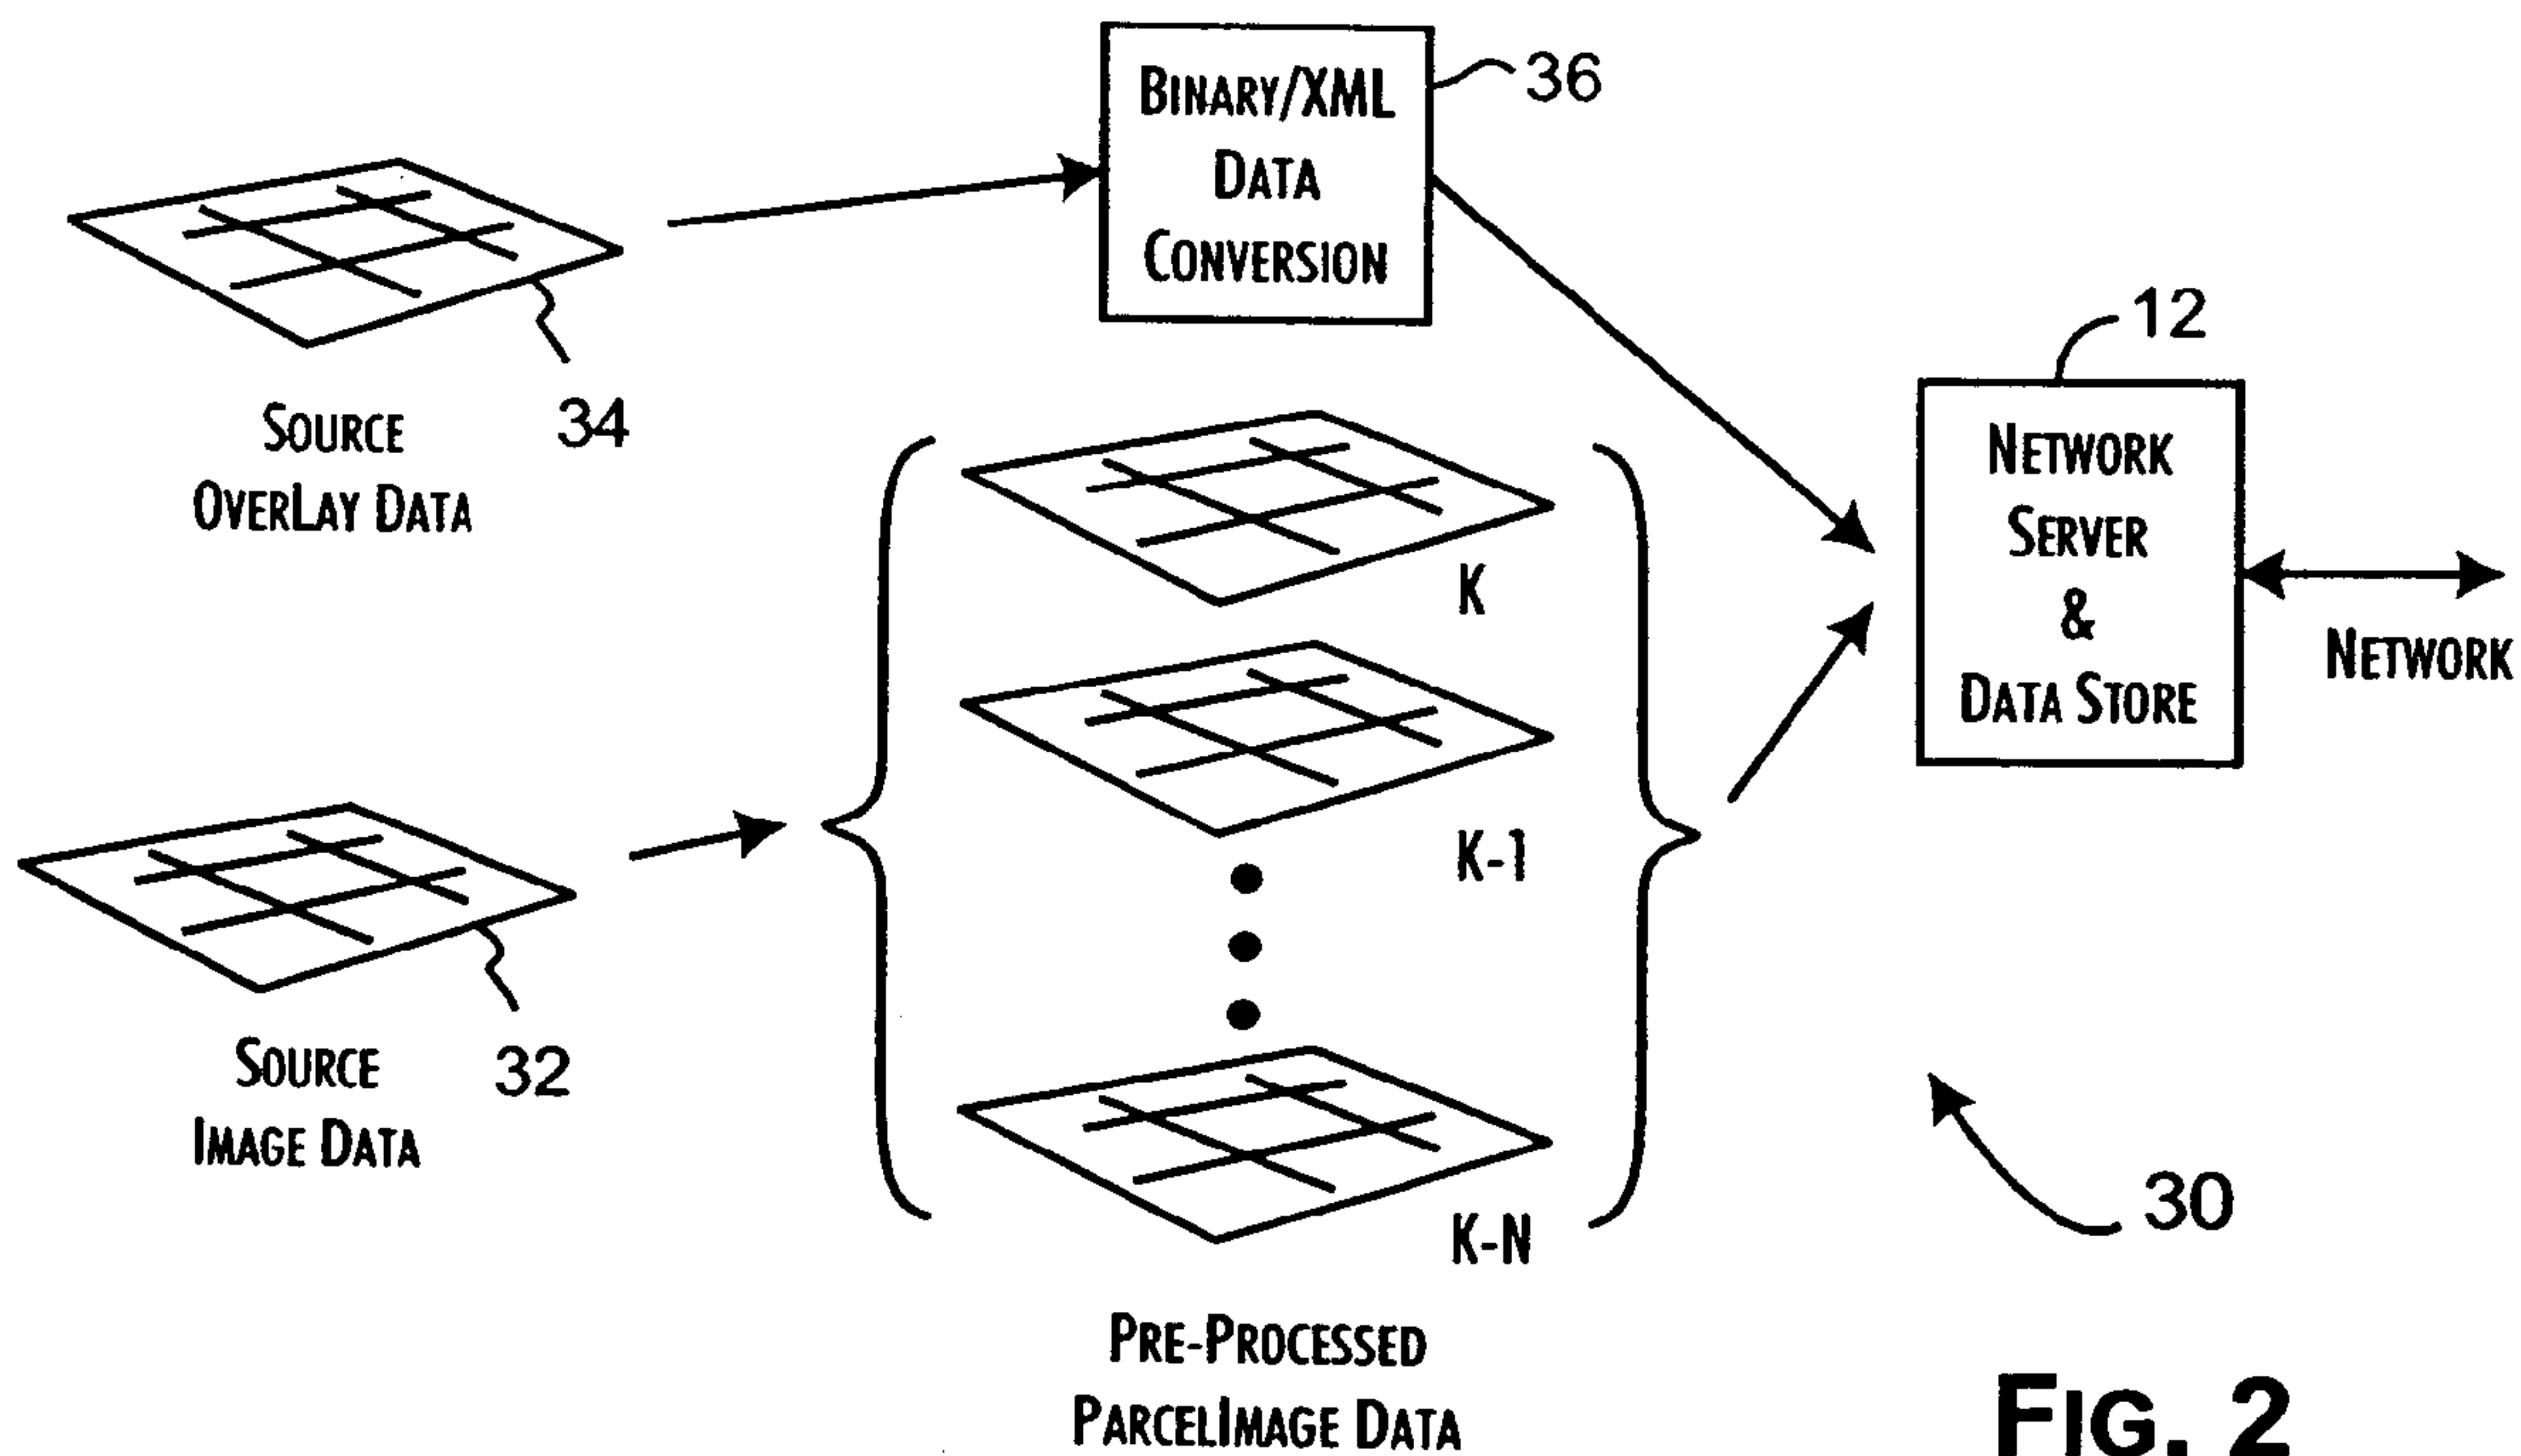 BINARY/XML
DATA
CONVERSION
36
SOURCE
OVERLAY DATA
34
12
NETWORK
SERVER
&
DATA STORE
NETWORK
K
K-1
K-N
SOURCE
IMAGE DATA
32
30
PRE-PROCESSED
PARCELIMAGE DATA
FIG. 2